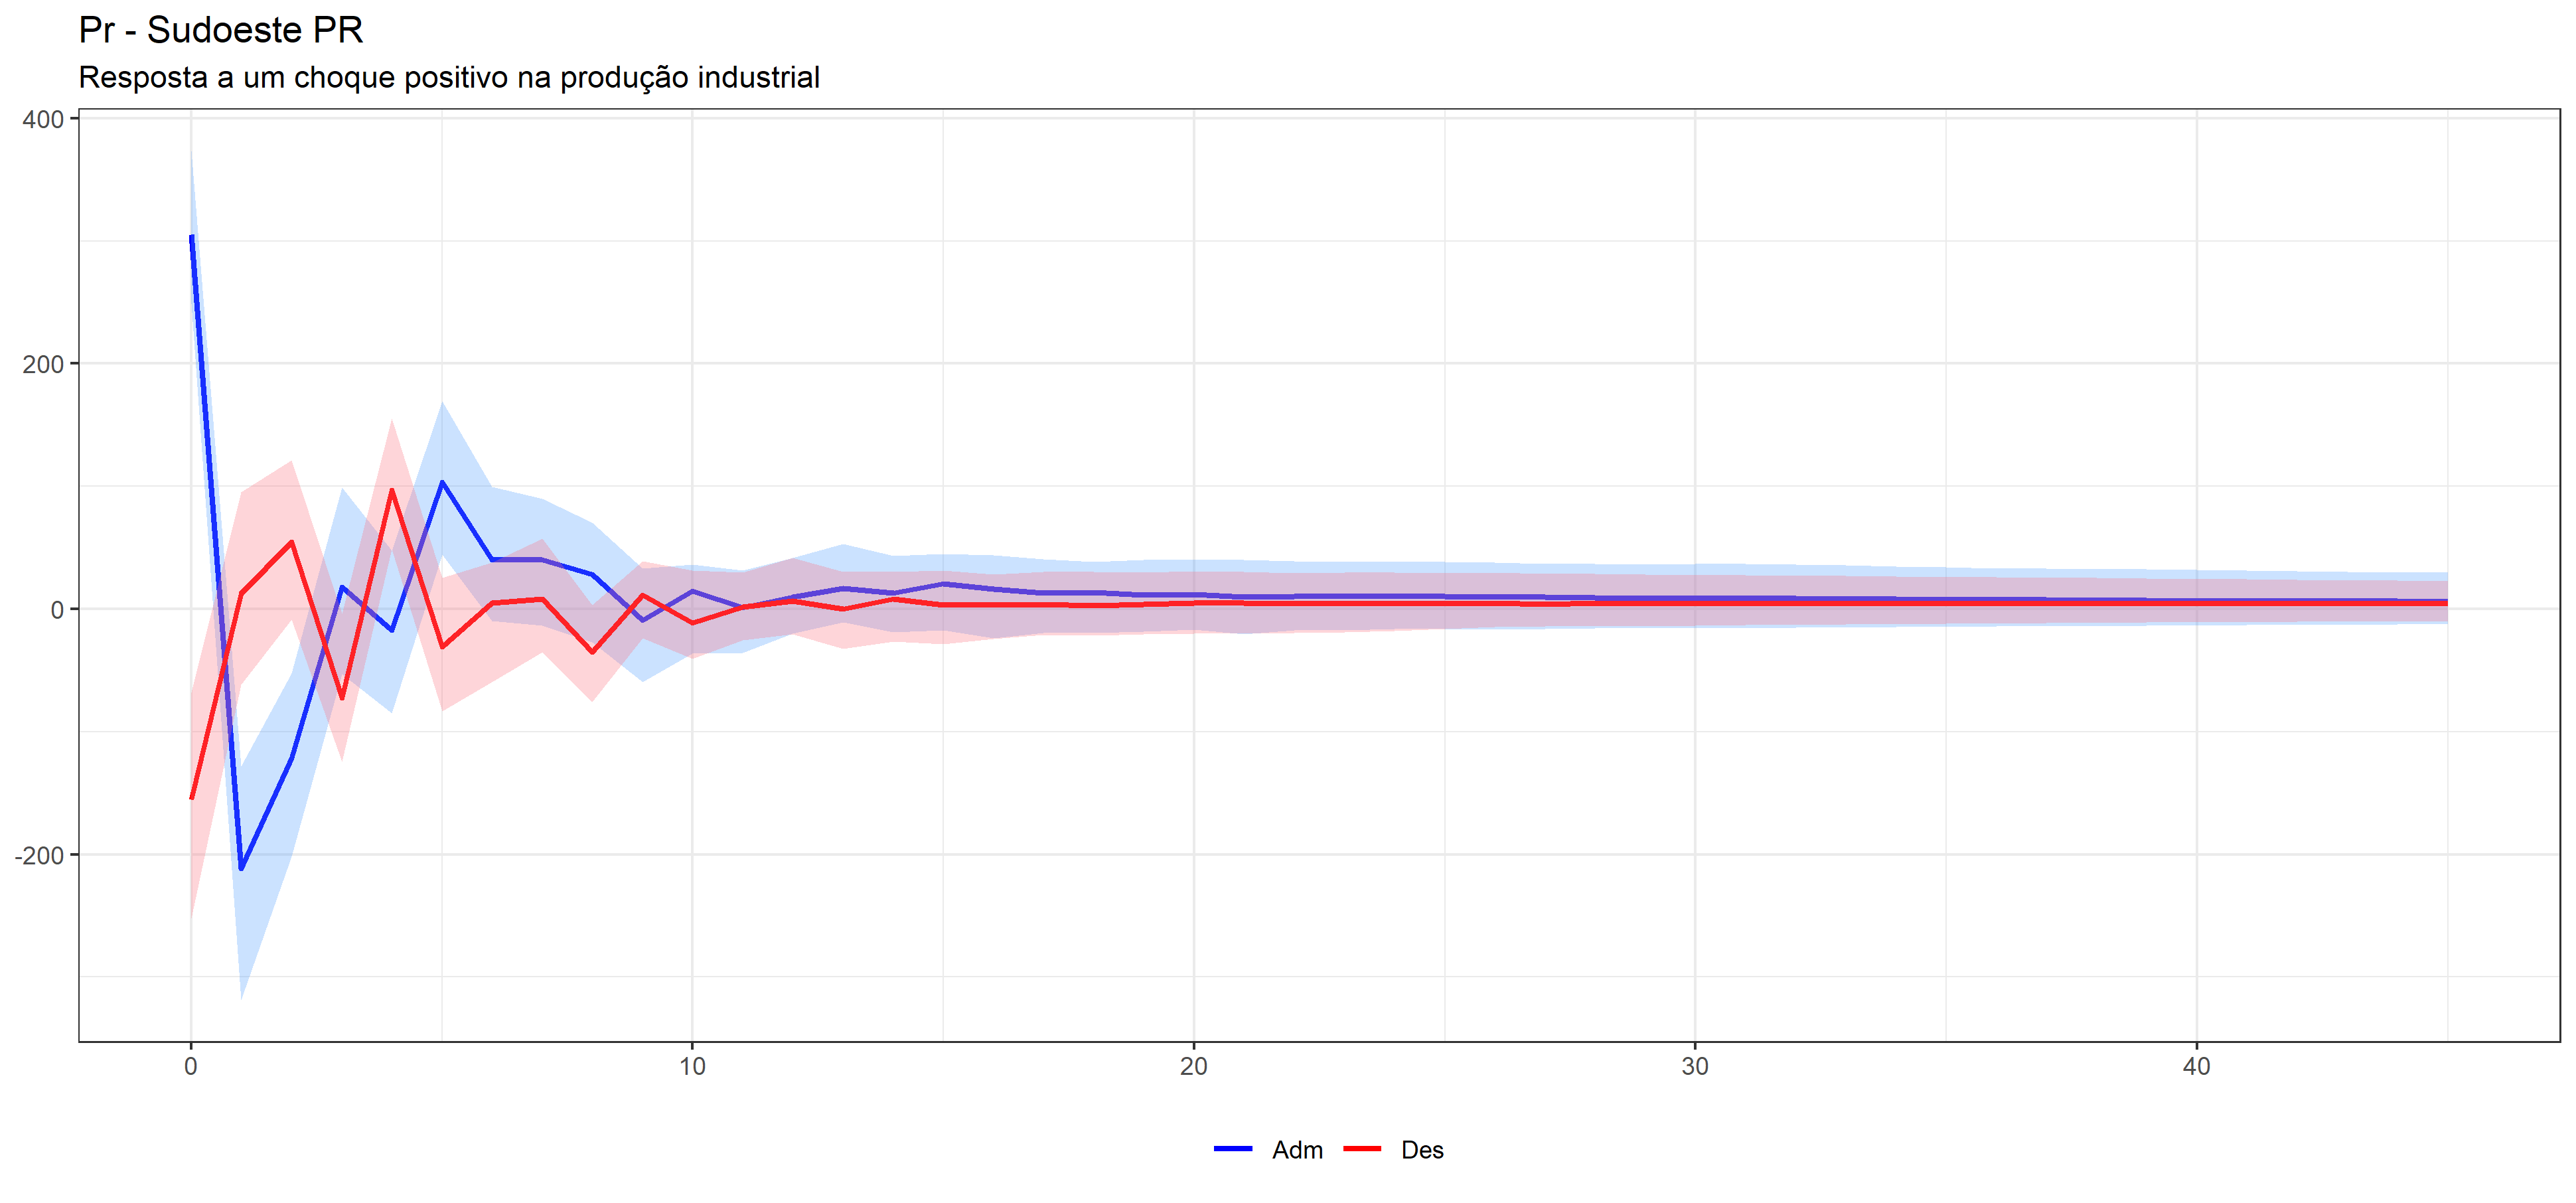 Pr - Sudoeste PR
Resposta a um choque positivo na produção industrial
400
200
0
-200
0 10 20 30 40
Adm Des